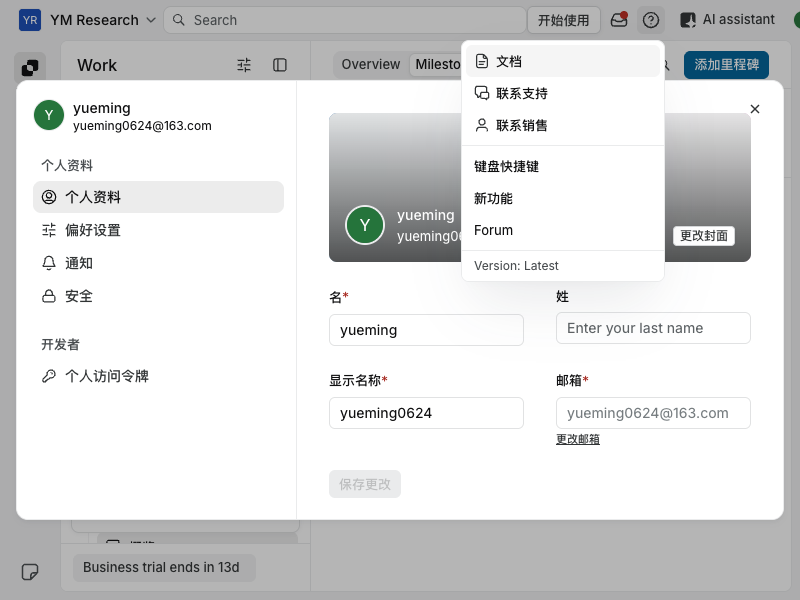 YR YM Research
Search
开始使用
AI assistant
Work
Overview
Milesto
添加里程碑
文档
联系支持
联系销售
键盘快捷键
新功能
Forum
Version: Latest
Y
yueming
yueming0624@163.com
个人资料
个人资料
偏好设置
通知
安全
开发者
个人访问令牌
Y
yueming
yueming06
更改封面
名*
yueming
姓
Enter your last name
显示名称*
yueming0624
邮箱*
yueming0624@163.com
更改邮箱
保存更改
Business trial ends in 13d